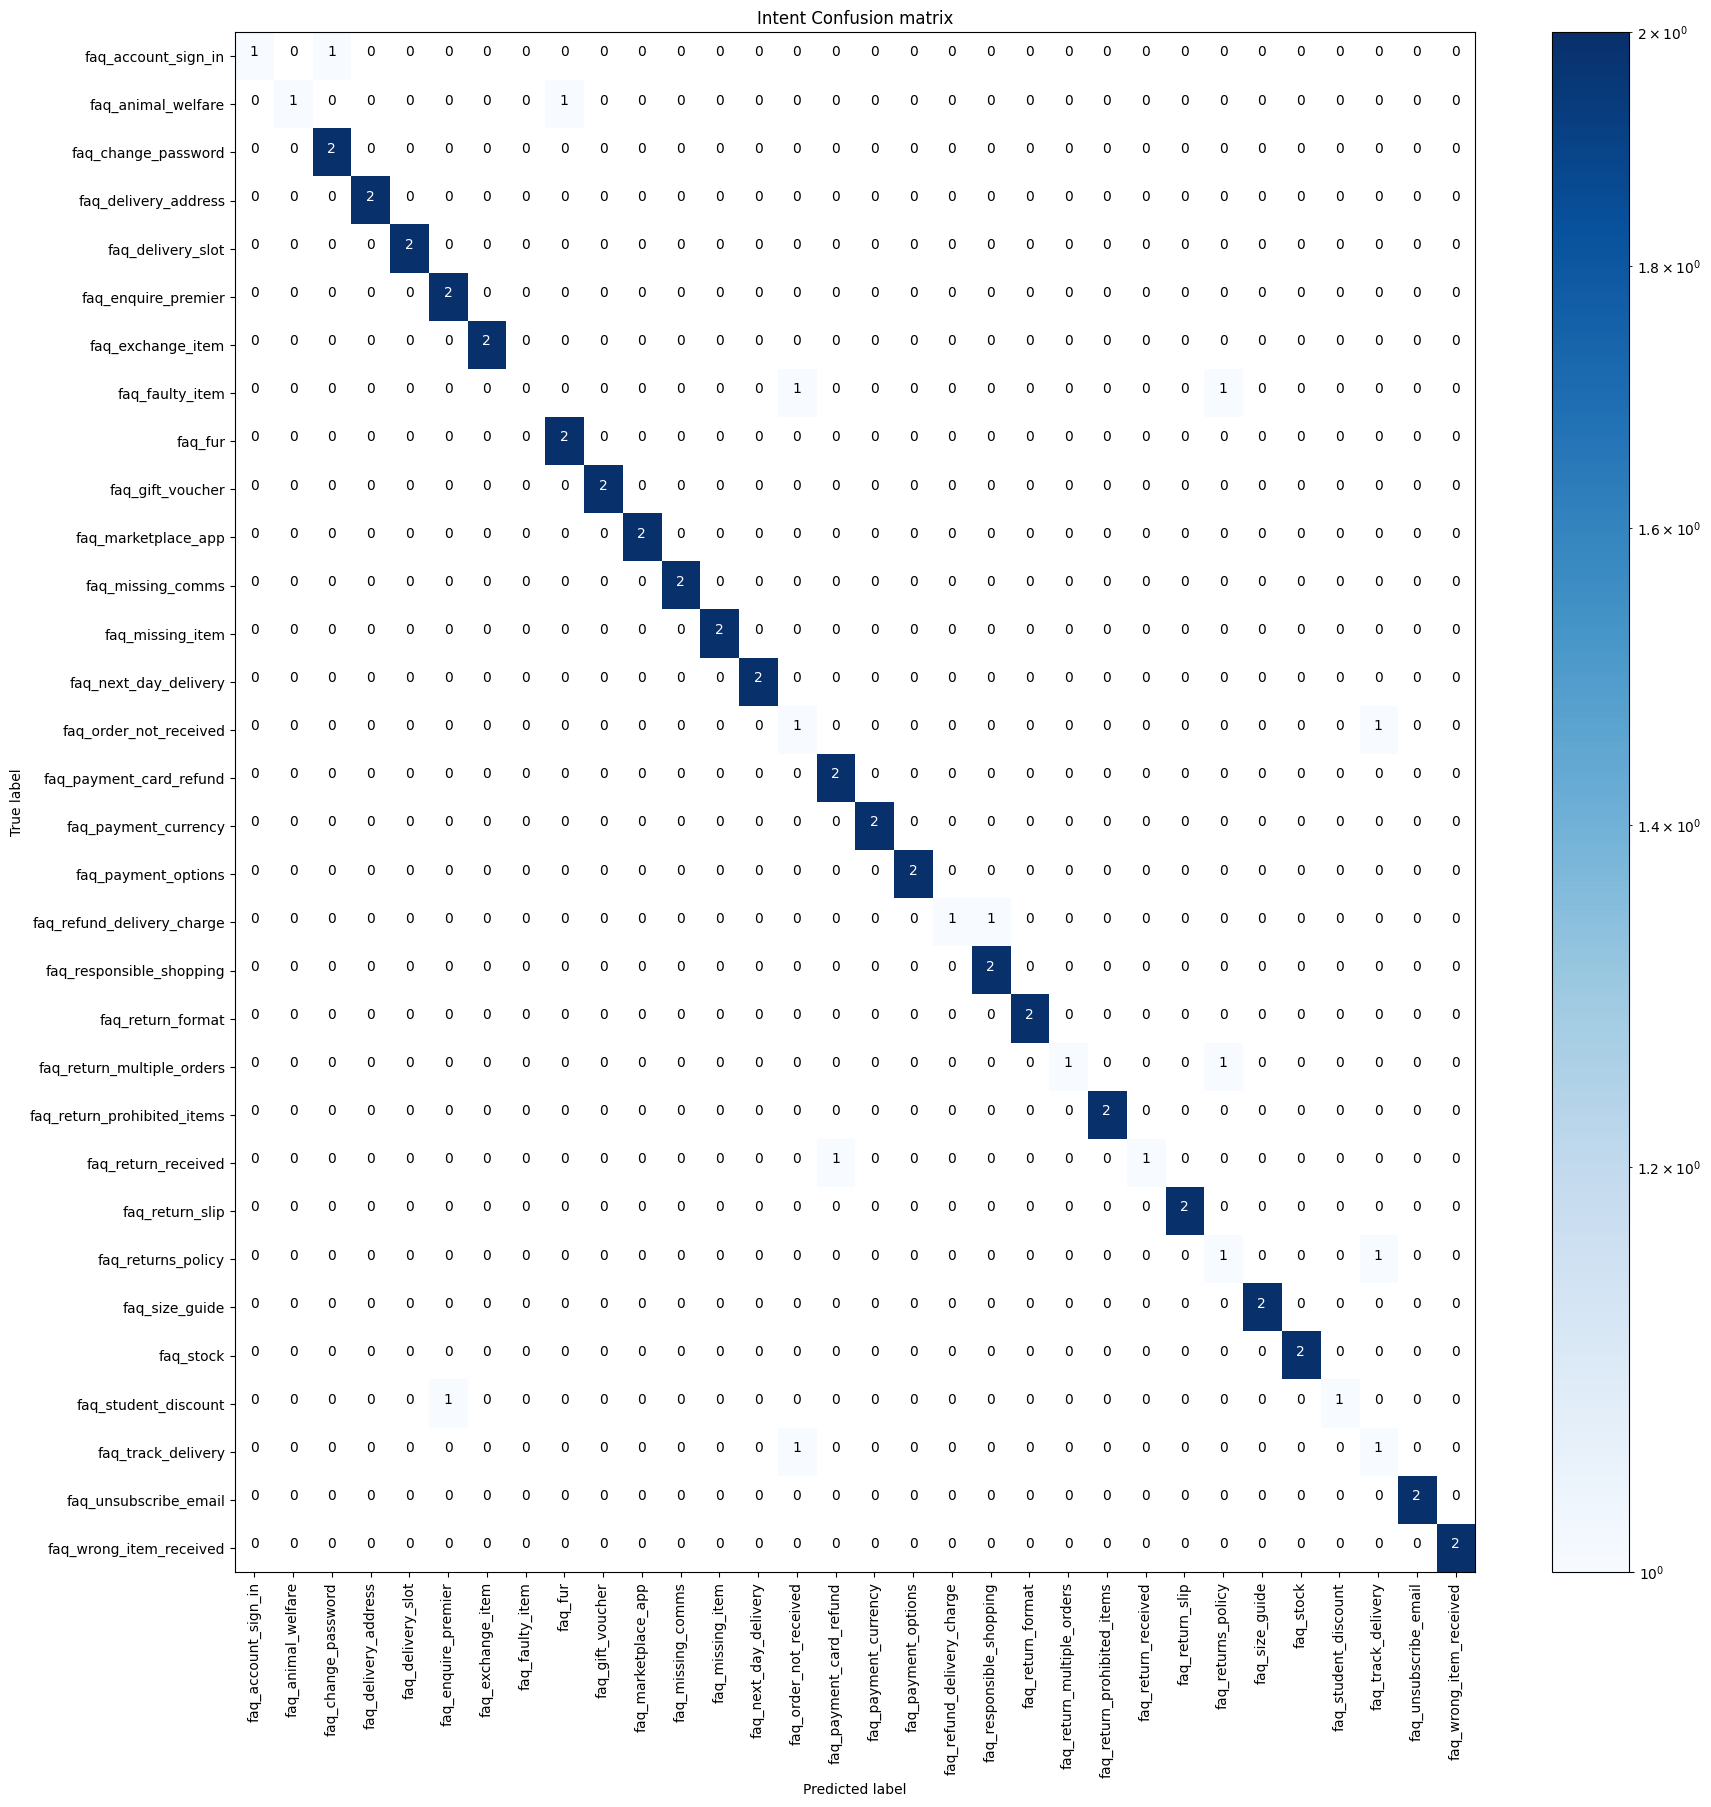 Intent Confusion matrix
faq_account_sign_in 1 0 1 0 0 0 0 0 0 0 0 0 0 0 0 0 0 0 0 0 0 0 0 0 0 0 0 0 0 0 0 0
faq_animal_welfare 0 1 0 0 0 0 0 0 1 0 0 0 0 0 0 0 0 0 0 0 0 0 0 0 0 0 0 0 0 0 0 0
faq_change_password 0 0 2 0 0 0 0 0 0 0 0 0 0 0 0 0 0 0 0 0 0 0 0 0 0 0 0 0 0 0 0 0
faq_delivery_address 0 0 0 2 0 0 0 0 0 0 0 0 0 0 0 0 0 0 0 0 0 0 0 0 0 0 0 0 0 0 0 0
faq_delivery_slot 0 0 0 0 2 0 0 0 0 0 0 0 0 0 0 0 0 0 0 0 0 0 0 0 0 0 0 0 0 0 0 0
faq_enquire_premier 0 0 0 0 0 2 0 0 0 0 0 0 0 0 0 0 0 0 0 0 0 0 0 0 0 0 0 0 0 0 0 0
faq_exchange_item 0 0 0 0 0 0 2 0 0 0 0 0 0 0 0 0 0 0 0 0 0 0 0 0 0 0 0 0 0 0 0 0
faq_faulty_item 0 0 0 0 0 0 0 0 0 0 0 0 0 0 1 0 0 0 0 0 0 0 0 0 0 1 0 0 0 0 0 0
faq_fur 0 0 0 0 0 0 0 0 2 0 0 0 0 0 0 0 0 0 0 0 0 0 0 0 0 0 0 0 0 0 0 0
faq_gift_voucher 0 0 0 0 0 0 0 0 0 2 0 0 0 0 0 0 0 0 0 0 0 0 0 0 0 0 0 0 0 0 0 0
faq_marketplace_app 0 0 0 0 0 0 0 0 0 0 2 0 0 0 0 0 0 0 0 0 0 0 0 0 0 0 0 0 0 0 0 0
faq_missing_comms 0 0 0 0 0 0 0 0 0 0 0 2 0 0 0 0 0 0 0 0 0 0 0 0 0 0 0 0 0 0 0 0
faq_missing_item 0 0 0 0 0 0 0 0 0 0 0 0 2 0 0 0 0 0 0 0 0 0 0 0 0 0 0 0 0 0 0 0
faq_next_day_delivery 0 0 0 0 0 0 0 0 0 0 0 0 0 2 0 0 0 0 0 0 0 0 0 0 0 0 0 0 0 0 0 0
faq_order_not_received 0 0 0 0 0 0 0 0 0 0 0 0 0 0 1 0 0 0 0 0 0 0 0 0 0 0 0 0 0 1 0 0
faq_payment_card_refund 0 0 0 0 0 0 0 0 0 0 0 0 0 0 0 2 0 0 0 0 0 0 0 0 0 0 0 0 0 0 0 0
faq_payment_currency 0 0 0 0 0 0 0 0 0 0 0 0 0 0 0 0 2 0 0 0 0 0 0 0 0 0 0 0 0 0 0 0
faq_payment_options 0 0 0 0 0 0 0 0 0 0 0 0 0 0 0 0 0 2 0 0 0 0 0 0 0 0 0 0 0 0 0 0
faq_refund_delivery_charge 0 0 0 0 0 0 0 0 0 0 0 0 0 0 0 0 0 0 1 1 0 0 0 0 0 0 0 0 0 0 0 0
faq_responsible_shopping 0 0 0 0 0 0 0 0 0 0 0 0 0 0 0 0 0 0 0 2 0 0 0 0 0 0 0 0 0 0 0 0
faq_return_format 0 0 0 0 0 0 0 0 0 0 0 0 0 0 0 0 0 0 0 0 2 0 0 0 0 0 0 0 0 0 0 0
faq_return_multiple_orders 0 0 0 0 0 0 0 0 0 0 0 0 0 0 0 0 0 0 0 0 0 1 0 0 0 1 0 0 0 0 0 0
faq_return_prohibited_items 0 0 0 0 0 0 0 0 0 0 0 0 0 0 0 0 0 0 0 0 0 0 2 0 0 0 0 0 0 0 0 0
faq_return_received 0 0 0 0 0 0 0 0 0 0 0 0 0 0 0 1 0 0 0 0 0 0 0 1 0 0 0 0 0 0 0 0
faq_return_slip 0 0 0 0 0 0 0 0 0 0 0 0 0 0 0 0 0 0 0 0 0 0 0 0 2 0 0 0 0 0 0 0
faq_returns_policy 0 0 0 0 0 0 0 0 0 0 0 0 0 0 0 0 0 0 0 0 0 0 0 0 0 1 0 0 0 1 0 0
faq_size_guide 0 0 0 0 0 0 0 0 0 0 0 0 0 0 0 0 0 0 0 0 0 0 0 0 0 0 2 0 0 0 0 0
faq_stock 0 0 0 0 0 0 0 0 0 0 0 0 0 0 0 0 0 0 0 0 0 0 0 0 0 0 0 2 0 0 0 0
faq_student_discount 0 0 0 0 0 1 0 0 0 0 0 0 0 0 0 0 0 0 0 0 0 0 0 0 0 0 0 0 1 0 0 0
faq_track_delivery 0 0 0 0 0 0 0 0 0 0 0 0 0 0 1 0 0 0 0 0 0 0 0 0 0 0 0 0 0 1 0 0
faq_unsubscribe_email 0 0 0 0 0 0 0 0 0 0 0 0 0 0 0 0 0 0 0 0 0 0 0 0 0 0 0 0 0 0 2 0
faq_wrong_item_received 0 0 0 0 0 0 0 0 0 0 0 0 0 0 0 0 0 0 0 0 0 0 0 0 0 0 0 0 0 0 0 2
True label
faq_account_sign_in
faq_animal_welfare
faq_change_password
faq_delivery_address
faq_delivery_slot
faq_enquire_premier
faq_exchange_item
faq_faulty_item
faq_fur
faq_gift_voucher
faq_marketplace_app
faq_missing_comms
faq_missing_item
faq_next_day_delivery
faq_order_not_received
faq_payment_card_refund
faq_payment_currency
faq_payment_options
faq_refund_delivery_charge
faq_responsible_shopping
faq_return_format
faq_return_multiple_orders
faq_return_prohibited_items
faq_return_received
faq_return_slip
faq_returns_policy
faq_size_guide
faq_stock
faq_student_discount
faq_track_delivery
faq_unsubscribe_email
faq_wrong_item_received
Predicted label
2 × 10⁰
1.8 × 10⁰
1.6 × 10⁰
1.4 × 10⁰
1.2 × 10⁰
10⁰